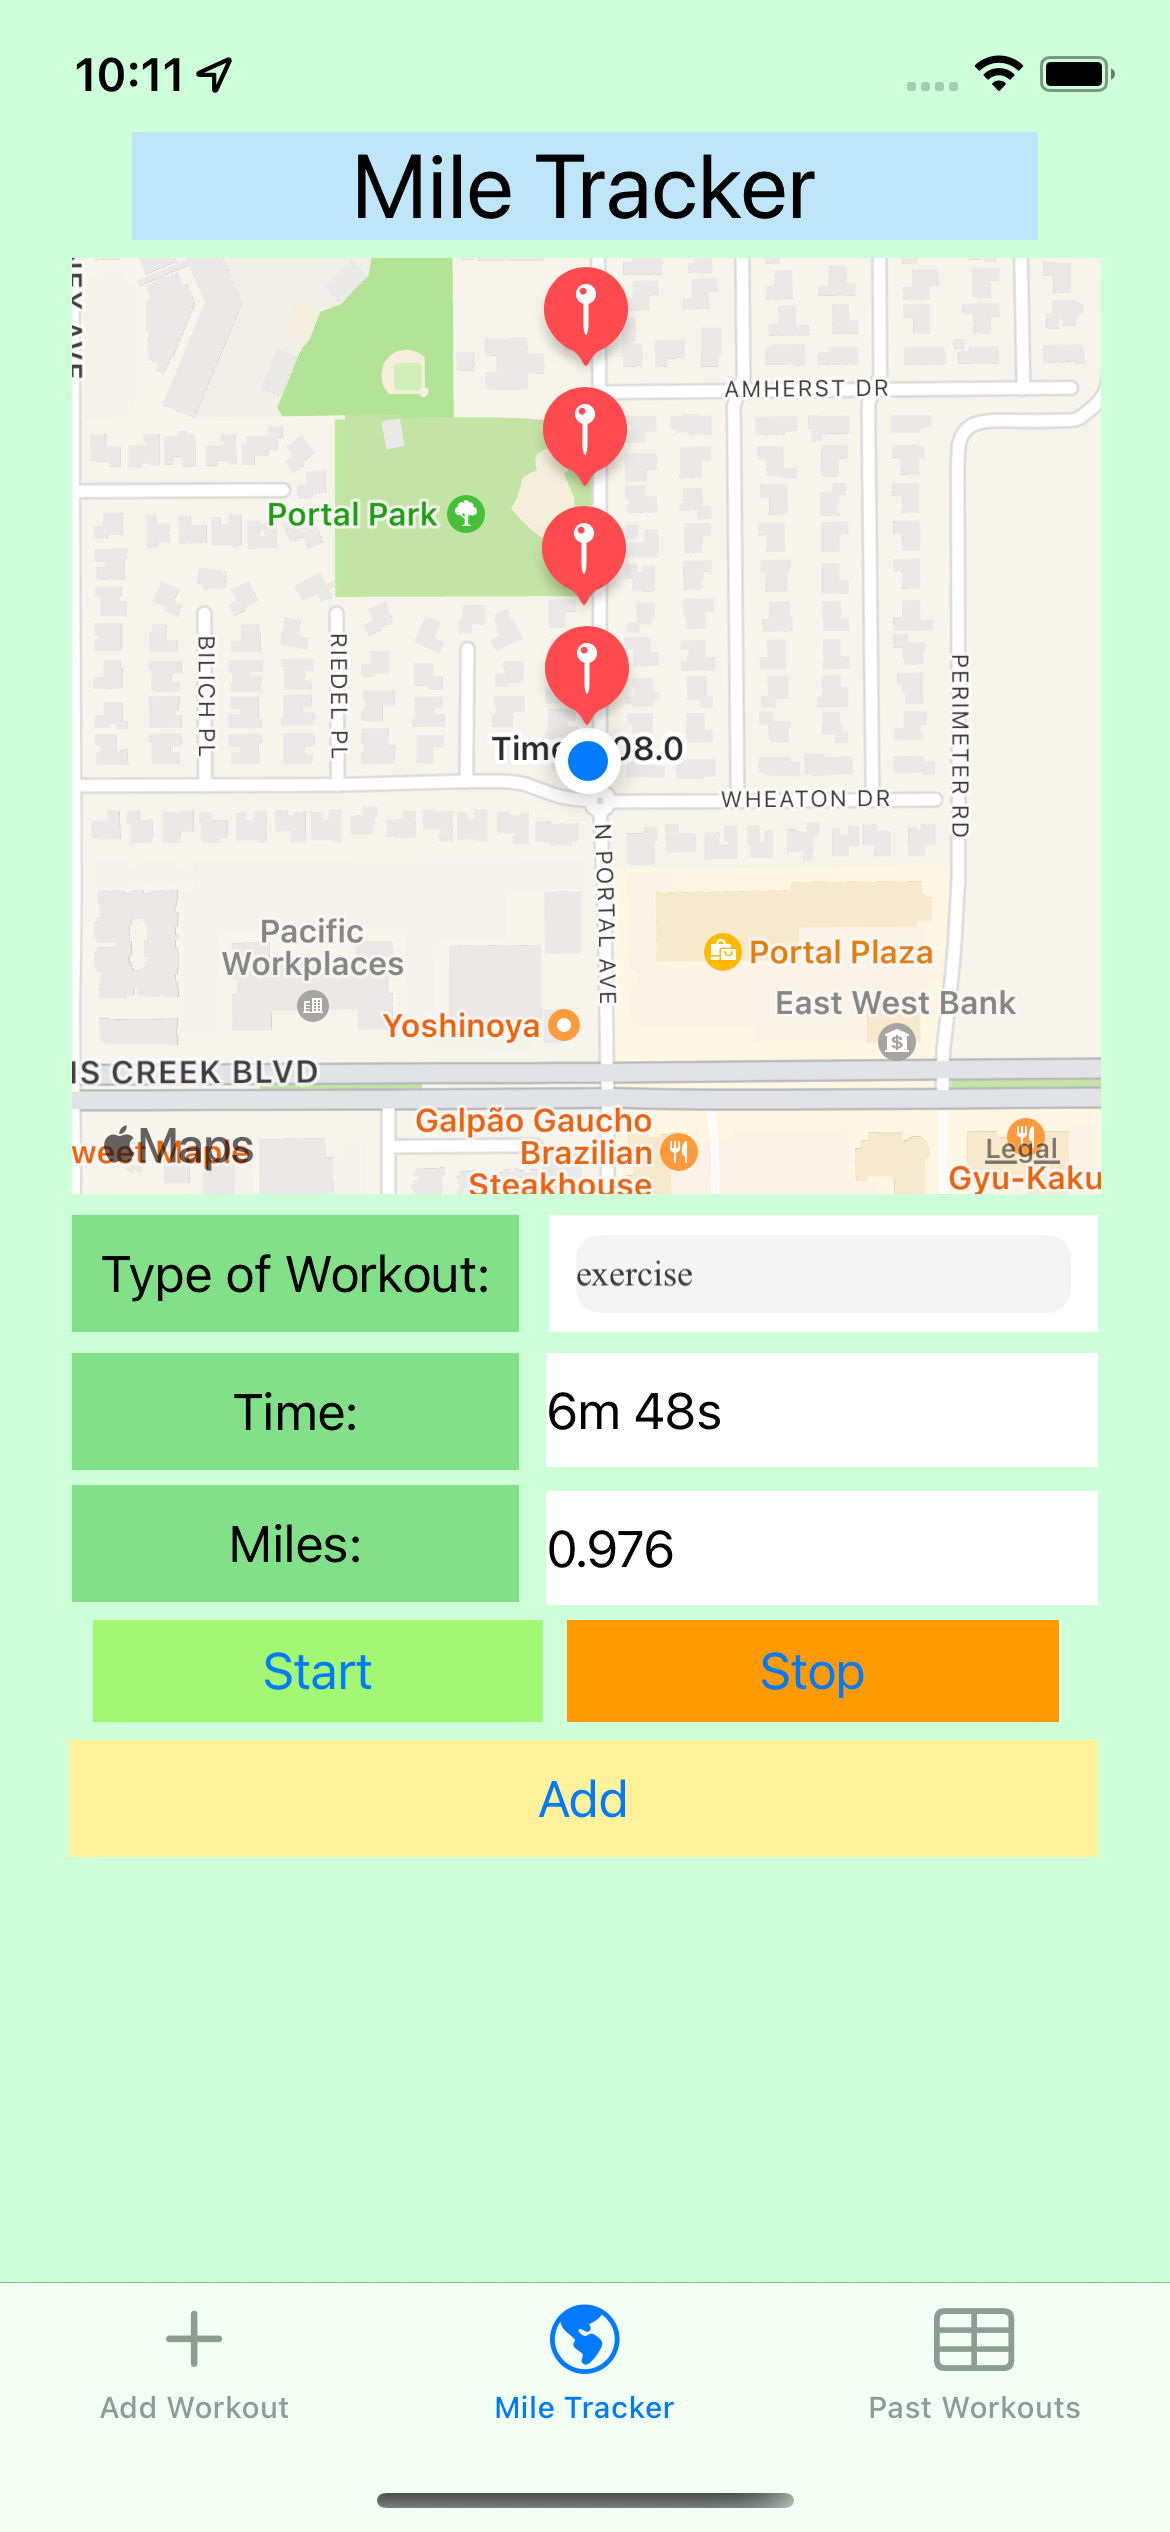 10:11
Mile Tracker
AMHERST DR
Portal Park
BILICH PL
RIEDEL PL
PERIMETER RD
08.0
WHEATON DR
N PORTAL AVE
Pacific
Workplaces
Portal Plaza
East West Bank
Yoshinoya
IS CREEK BLVD
Galpão Gaucho
Brazilian
Steakhouse
Maps
Legal
Gyu-Kaku
Type of Workout:
exercise
Time:
6m 48s
Miles:
0.976
Start
Stop
Add
Add Workout
Mile Tracker
Past Workouts